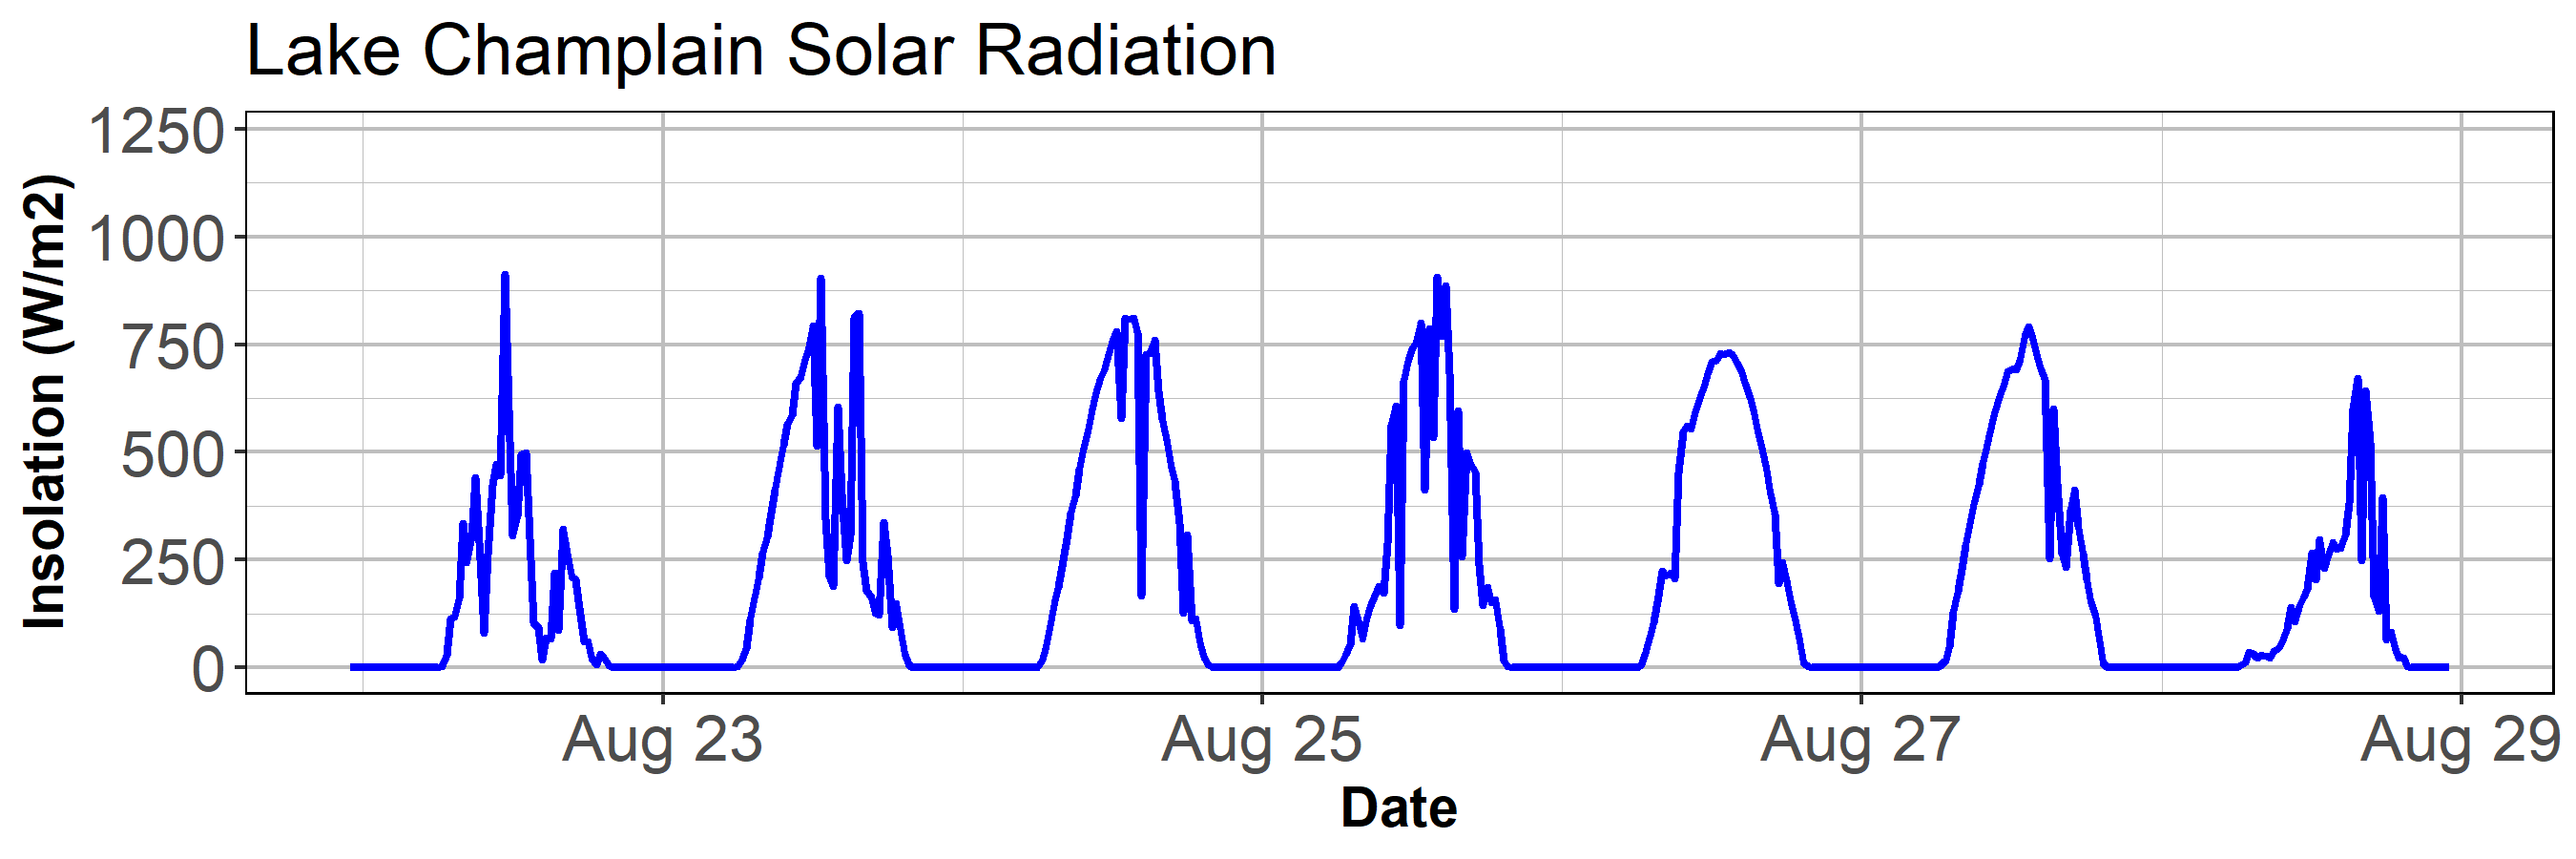 Lake Champlain Solar Radiation
Insolation (W/m2)
1250
1000
750
500
250
0
Aug 23 Aug 25 Aug 27 Aug 29
Date